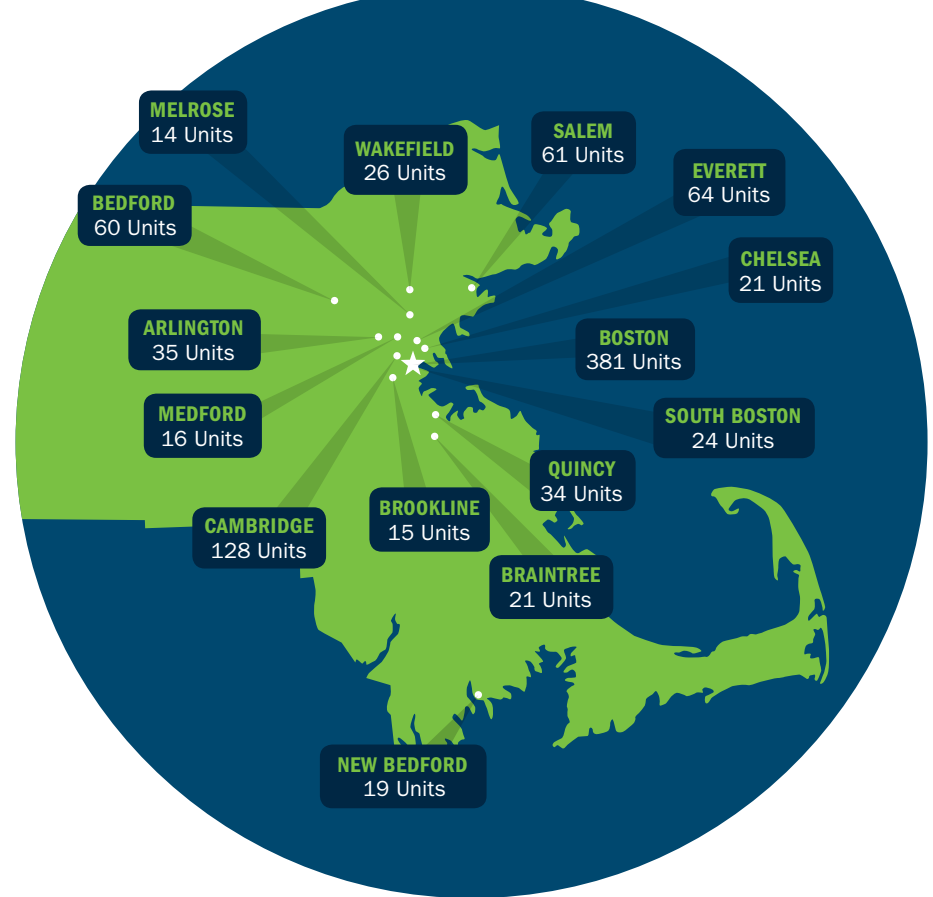 MELROSE
14 Units
WAKEFIELD
26 Units
SALEM
61 Units
EVERETT
64 Units
BEDFORD
60 Units
CHELSEA
21 Units
ARLINGTON
35 Units
BOSTON
381 Units
MEDFORD
16 Units
SOUTH BOSTON
24 Units
QUINCY
34 Units
BROOKLINE
15 Units
CAMBRIDGE
128 Units
BRAINTREE
21 Units
NEW BEDFORD
19 Units